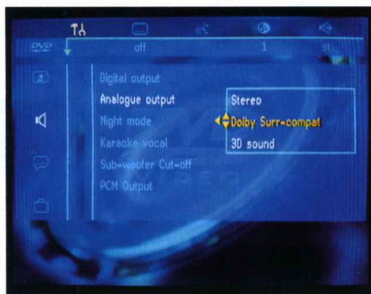 off 1 st
Digital output
Analogue output
Night mode
Karaoke vocal
Sub-woofer Cut-off
PCM Output
Stereo
Dolby Surr-compat
3D sound